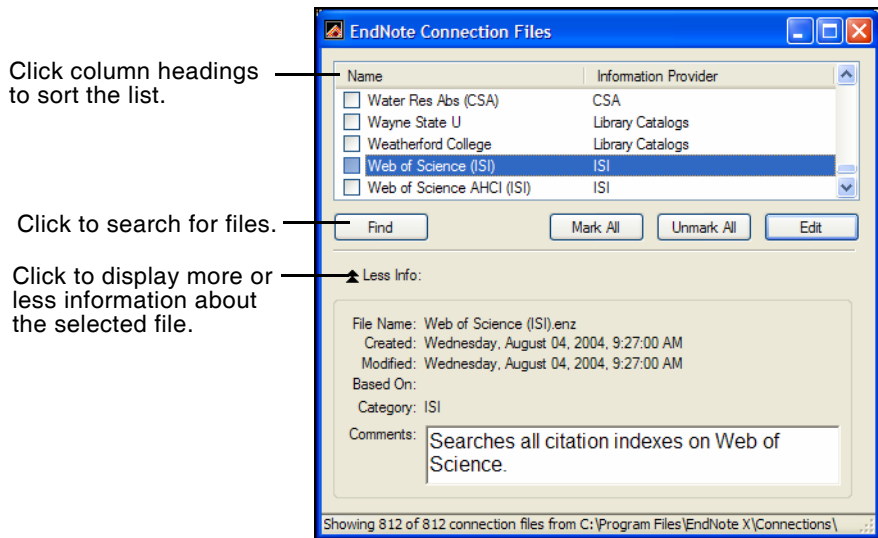 EndNote Connection Files
Click column headings
to sort the list.
Name Information Provider
Water Res Abs (CSA) CSA
Wayne State U Library Catalogs
Weatherford College Library Catalogs
Web of Science (ISI) ISI
Web of Science AHCI (ISI) ISI
Click to search for files.
Find Mark All Unmark All Edit
Click to display more or
less information about
the selected file.
Less Info:
File Name: Web of Science (ISI).enz
Created: Wednesday, August 04, 2004, 9:27:00 AM
Modified: Wednesday, August 04, 2004, 9:27:00 AM
Based On:
Category: ISI
Comments: Searches all citation indexes on Web of
Science.
Showing 812 of 812 connection files from C:\Program Files\EndNote X\Connections\